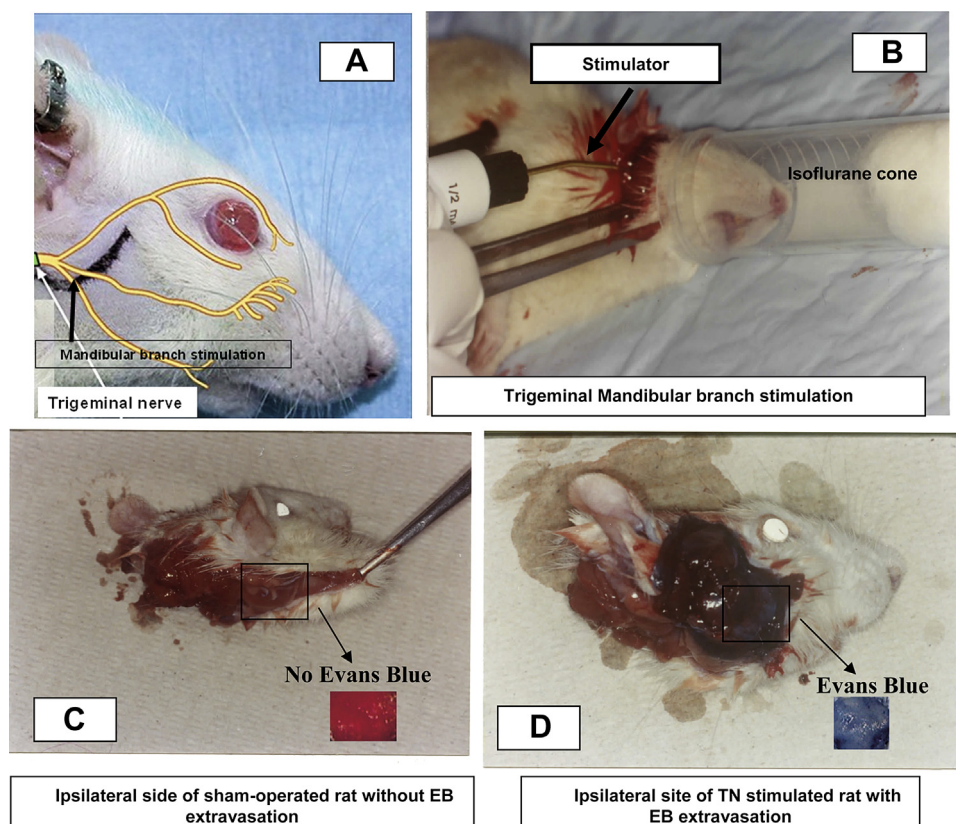 A
Mandibular branch stimulation
Trigeminal nerve
B
Stimulator
Isoflurane cone
1/2
Trigeminal Mandibular branch stimulation
No Evans Blue
C
Ipsilateral side of sham-operated rat without EB
extravasation
Evans Blue
D
Ipsilateral site of TN stimulated rat with
EB extravasation